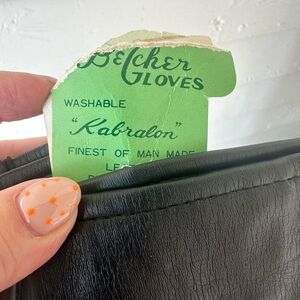 Belcher
GLOVES
WASHABLE
"Kabralon"
FINEST OF MAN MADE